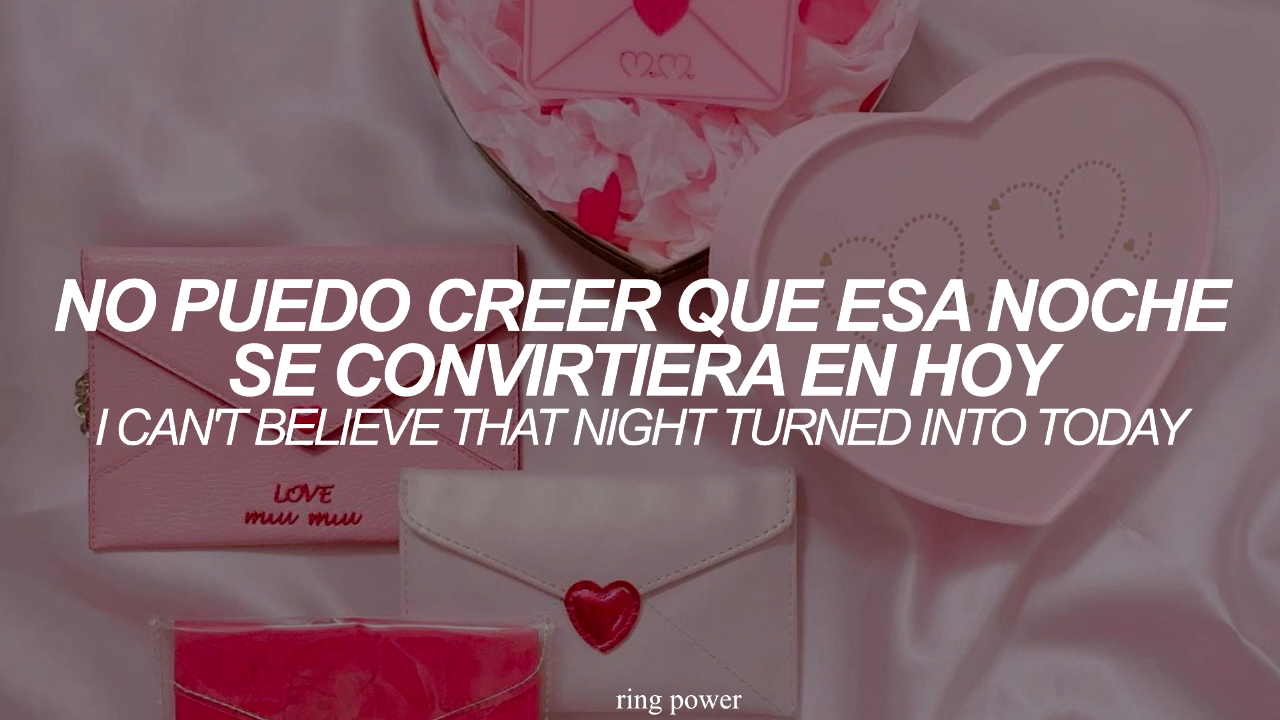 NO PUEDO CREER QUE ESA NOCHE
SE CONVIRTIERA EN HOY
I CAN'T BELIEVE THAT NIGHT TURNED INTO TODAY
LOVE
miu miu
ring power